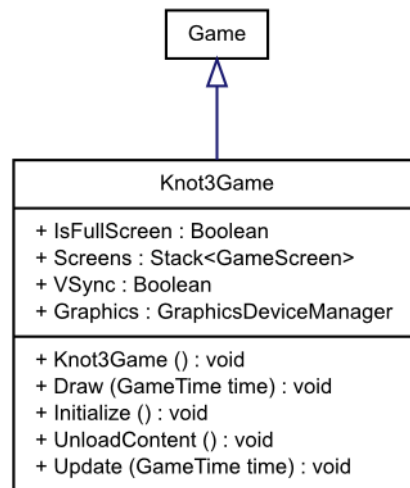 Game
Knot3Game
+ IsFullScreen : Boolean
+ Screens : Stack<GameScreen>
+ VSync : Boolean
+ Graphics : GraphicsDeviceManager
+ Knot3Game () : void
+ Draw (GameTime time) : void
+ Initialize () : void
+ UnloadContent () : void
+ Update (GameTime time) : void